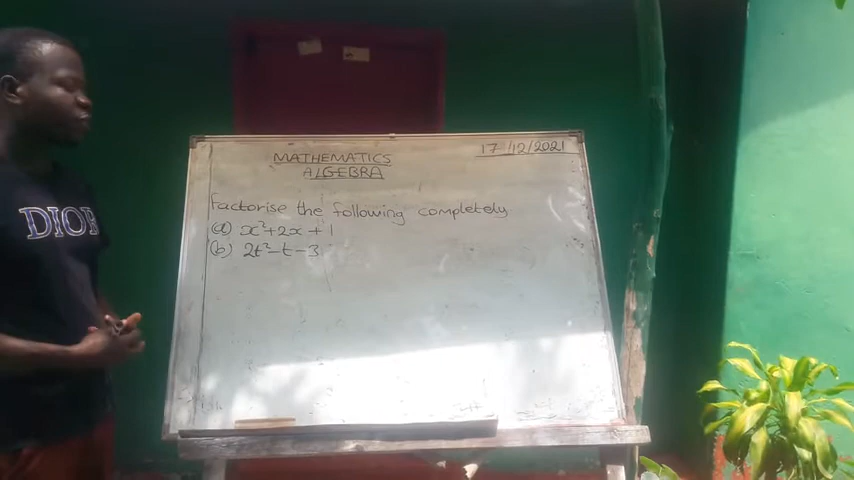 MATHEMATICS
17/12/2021
ALGEBRA
Factorise the following completely
(a) x²+2x+1
(b) 2t²-t-3
DIOR